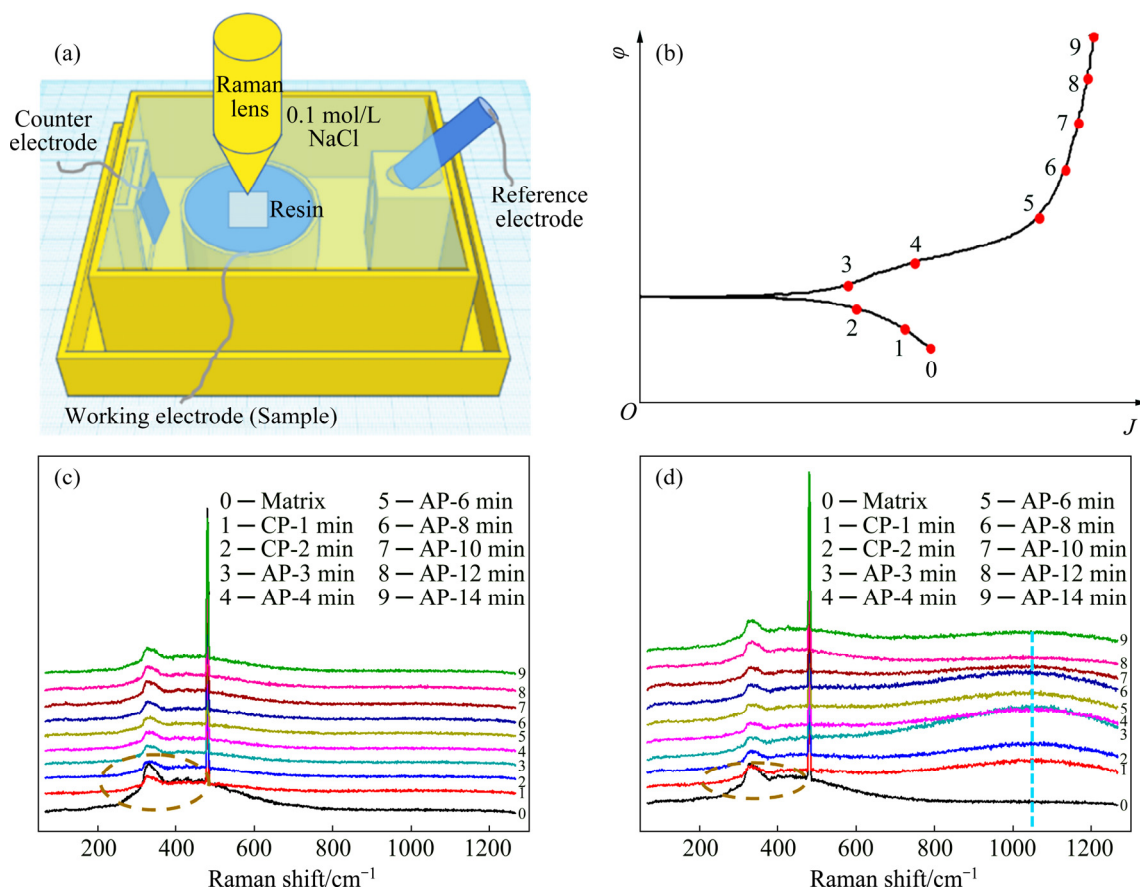 (a)
Raman
lens
0.1 mol/L
NaCl
Counter
electrode
Resin
Reference
electrode
Working electrode (Sample)
(b)
φ
9
8
7
6
5
4
3
2
1
0
O
J
(c)
0 — Matrix
1 — CP-1 min
2 — CP-2 min
3 — AP-3 min
4 — AP-4 min
5 — AP-6 min
6 — AP-8 min
7 — AP-10 min
8 — AP-12 min
9 — AP-14 min
9
8
7
6
5
4
3
2
1
0
200 400 600 800 1000 1200
Raman shift/cm⁻¹
(d)
0 — Matrix
1 — CP-1 min
2 — CP-2 min
3 — AP-3 min
4 — AP-4 min
5 — AP-6 min
6 — AP-8 min
7 — AP-10 min
8 — AP-12 min
9 — AP-14 min
9
8
7
6
5
4
3
2
1
0
200 400 600 800 1000 1200
Raman shift/cm⁻¹